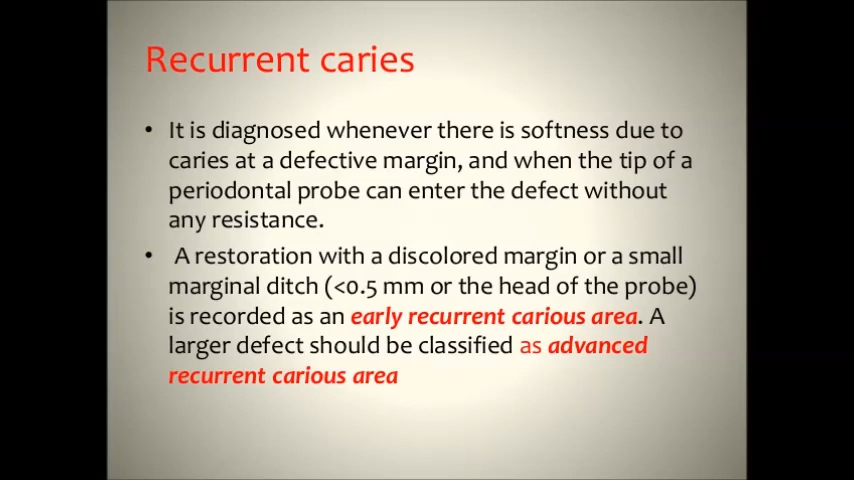 Recurrent caries
• It is diagnosed whenever there is softness due to
caries at a defective margin, and when the tip of a
periodontal probe can enter the defect without
any resistance.
• A restoration with a discolored margin or a small
marginal ditch (<0.5 mm or the head of the probe)
is recorded as an early recurrent carious area. A
larger defect should be classified as advanced
recurrent carious area